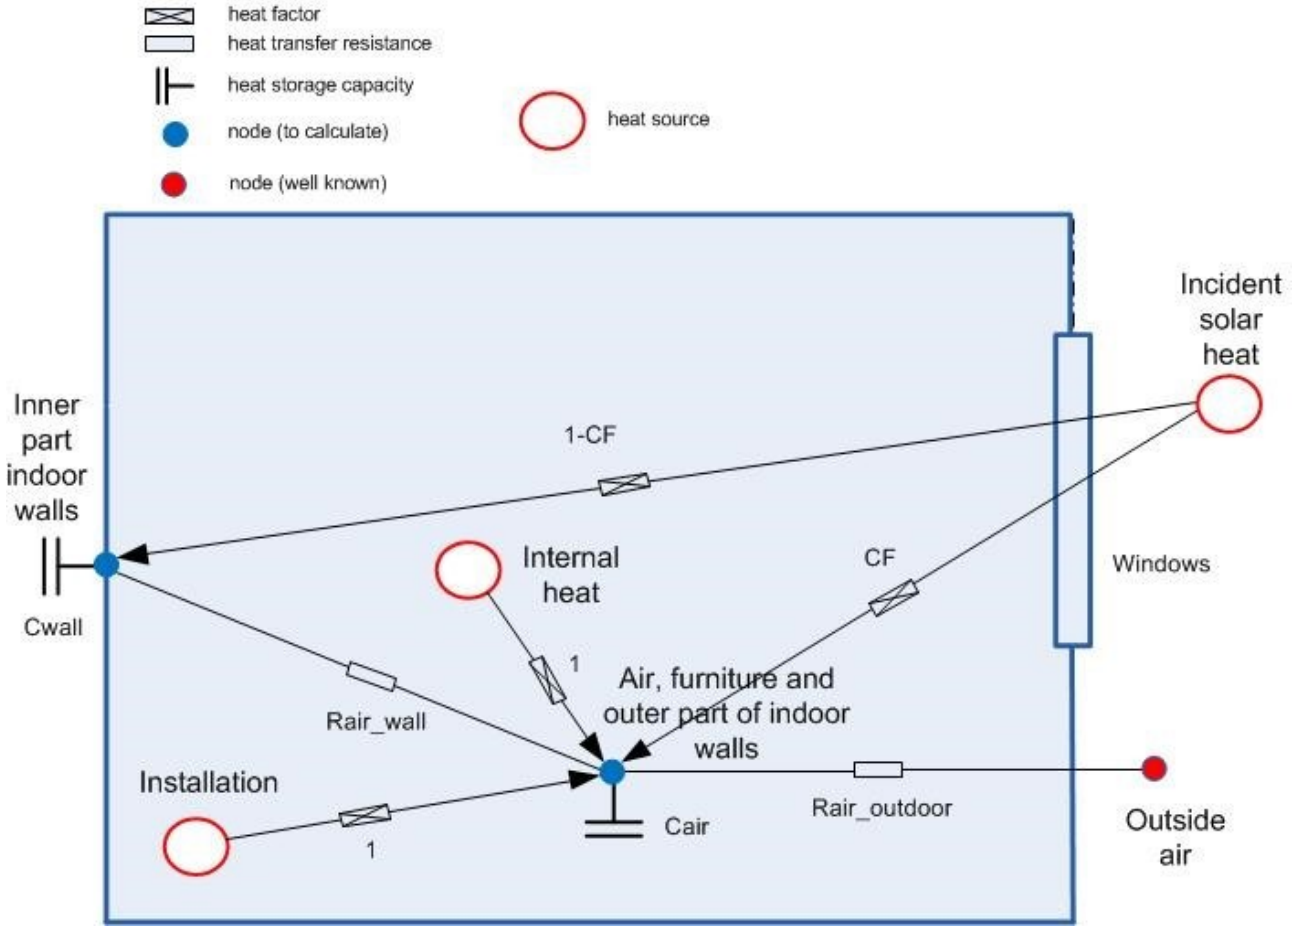 heat factor
heat transfer resistance
heat storage capacity
node (to calculate)
heat source
node (well known)
Incident
solar
heat
Inner
part
indoor
walls
1-CF
Internal
heat
CF
Windows
Cwall
1
Air, furniture and
outer part of indoor
walls
Rair_wall
Installation
Rair_outdoor
Cair
1
Outside
air